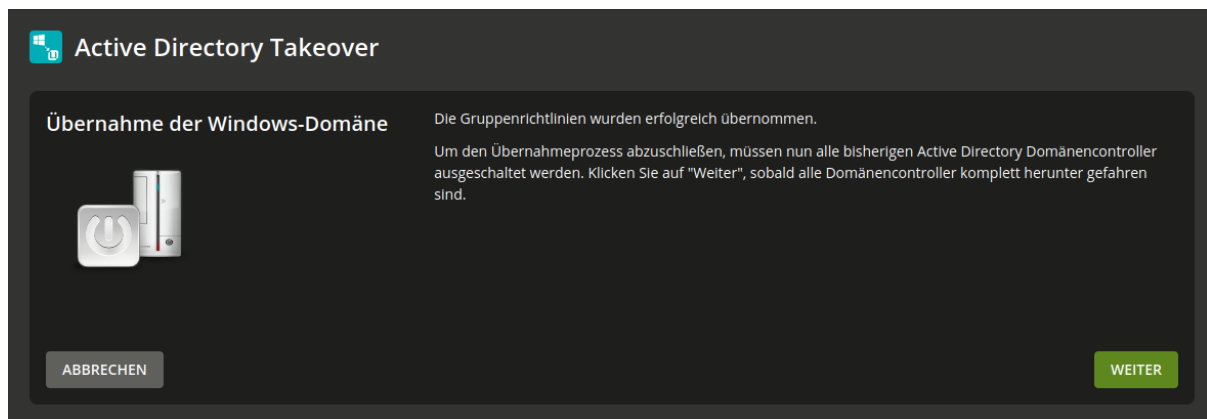 Active Directory Takeover
Übernahme der Windows-Domäne
Die Gruppenrichtlinien wurden erfolgreich übernommen.
Um den Übernahmeprozess abzuschließen, müssen nun alle bisherigen Active Directory Domänencontroller
ausgeschaltet werden. Klicken Sie auf "Weiter", sobald alle Domänencontroller komplett herunter gefahren
sind.
ABBRECHEN
WEITER